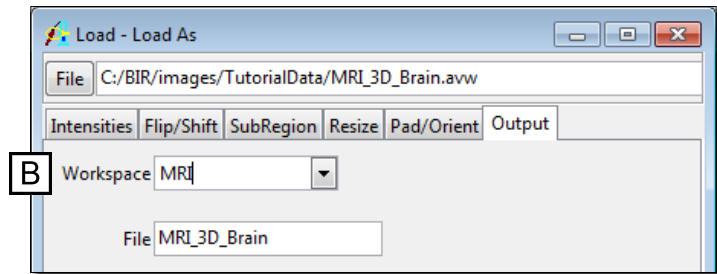 Load - Load As
File C:/BIR/images/TutorialData/MRI_3D_Brain.avw
Intensities Flip/Shift SubRegion Resize Pad/Orient Output
B Workspace MRI
File MRI_3D_Brain